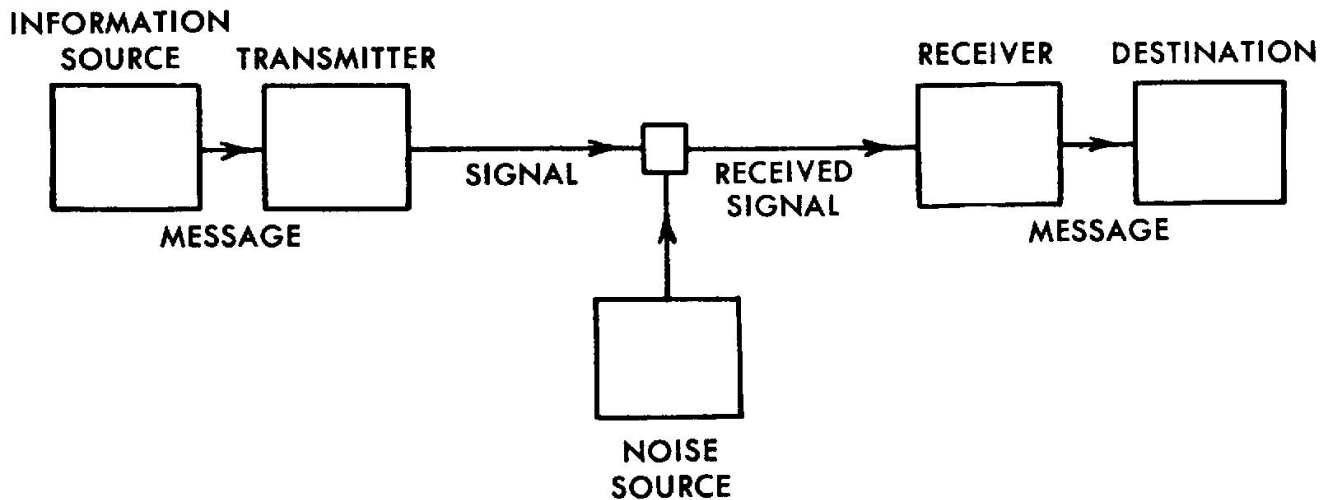 INFORMATION
SOURCE
TRANSMITTER
RECEIVER
DESTINATION
SIGNAL
RECEIVED
SIGNAL
MESSAGE
MESSAGE
NOISE
SOURCE